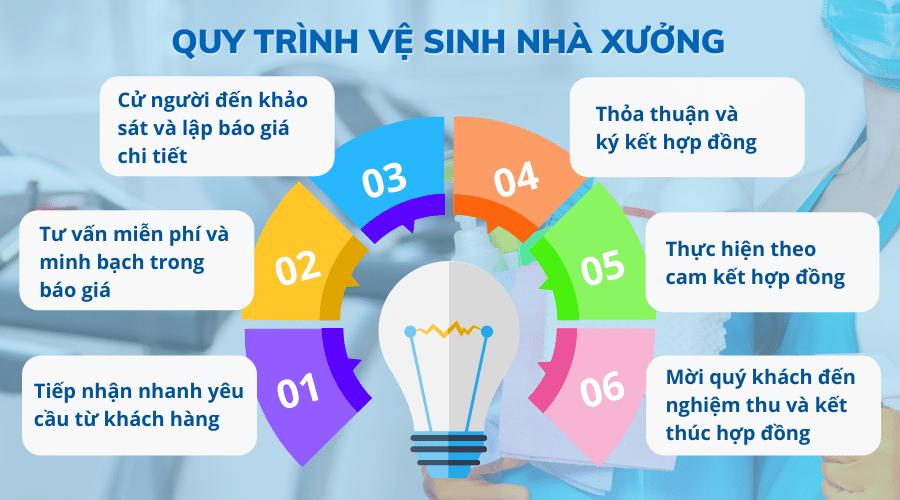 QUY TRÌNH VỆ SINH NHÀ XƯỞNG
01
Tiếp nhận nhanh yêu
cầu từ khách hàng
02
Tư vấn miễn phí và
minh bạch trong
báo giá
03
Cử người đến khảo
sát và lập báo giá
chi tiết
04
Thỏa thuận và
ký kết hợp đồng
05
Thực hiện theo
cam kết hợp đồng
06
Mời quý khách đến
nghiệm thu và kết
thúc hợp đồng